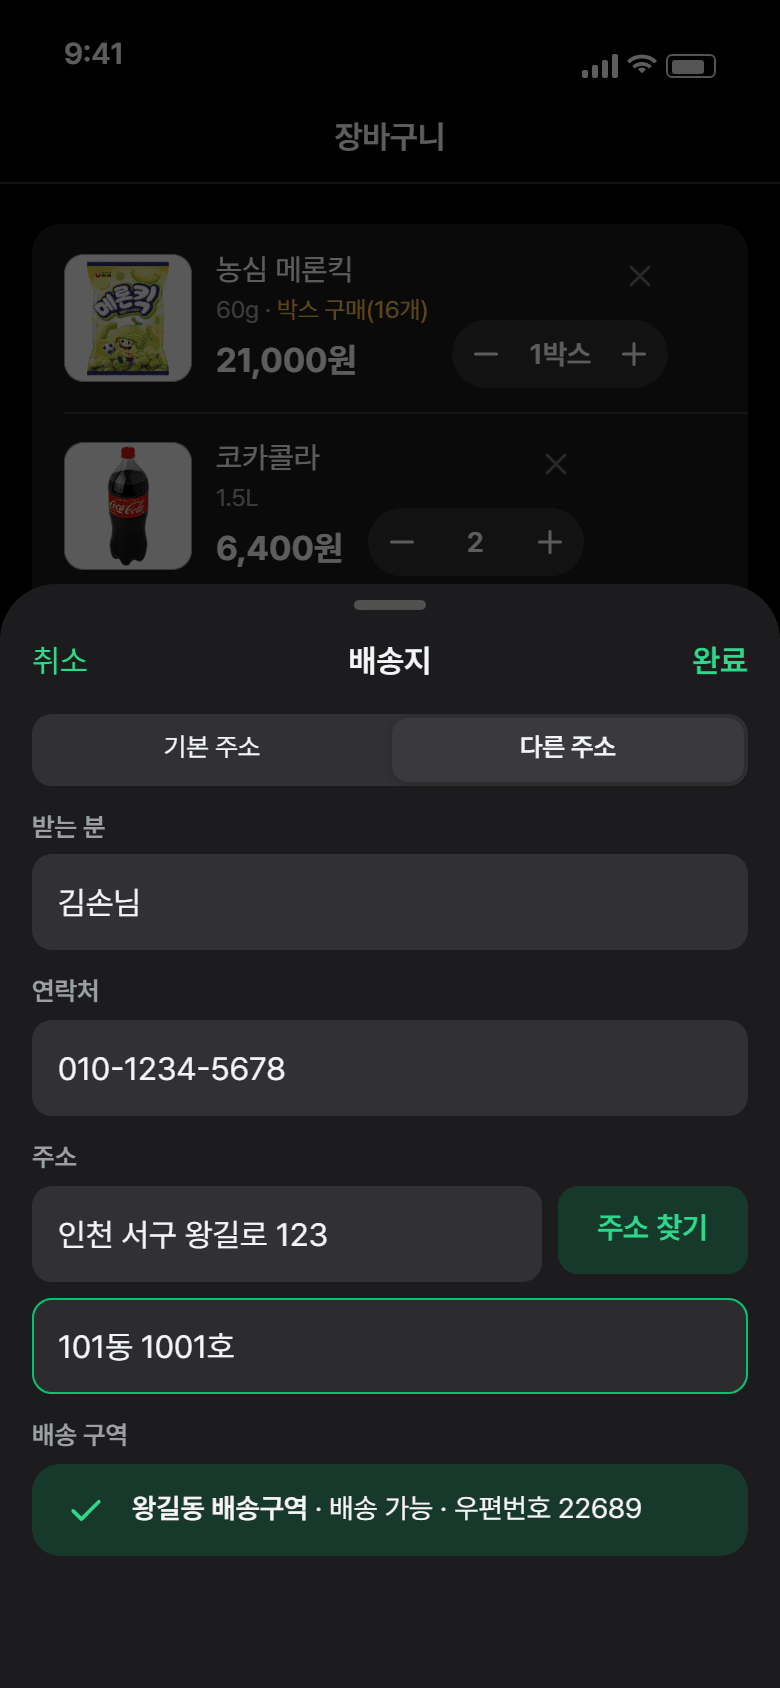 9:41
장바구니
메론킥
농심 메론킥
60g · 박스 구매(16개)
21,000원
1박스
Coca-Cola
코카콜라
1.5L
6,400원
2
취소
배송지
완료
기본 주소
다른 주소
받는 분
김손님
연락처
010-1234-5678
주소
인천 서구 왕길로 123
주소 찾기
101동 1001호
배송 구역
왕길동 배송구역 · 배송 가능 · 우편번호 22689